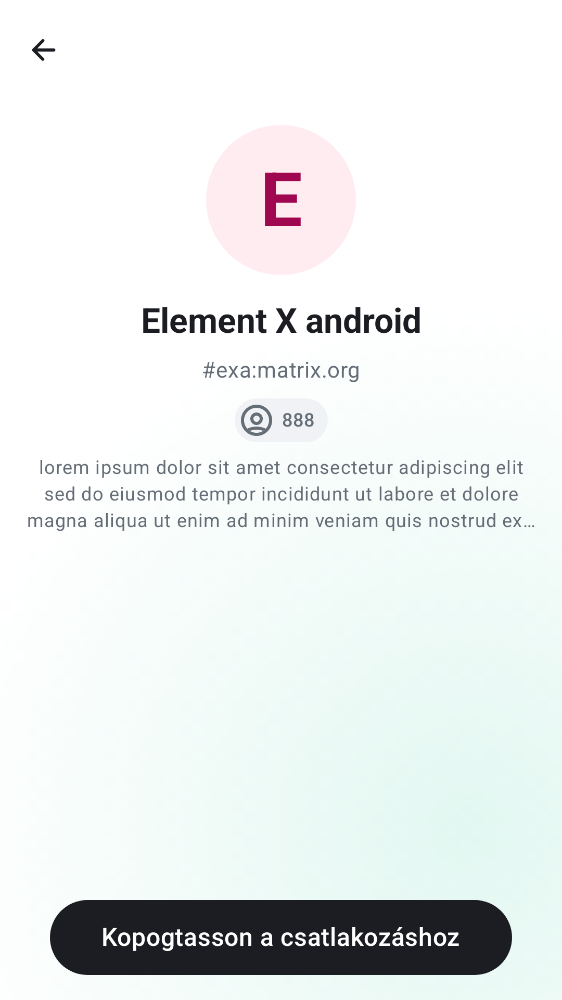 E
Element X android
#exa:matrix.org
888
lorem ipsum dolor sit amet consectetur adipiscing elit
sed do eiusmod tempor incididunt ut labore et dolore
magna aliqua ut enim ad minim veniam quis nostrud ex…
Kopogtasson a csatlakozáshoz